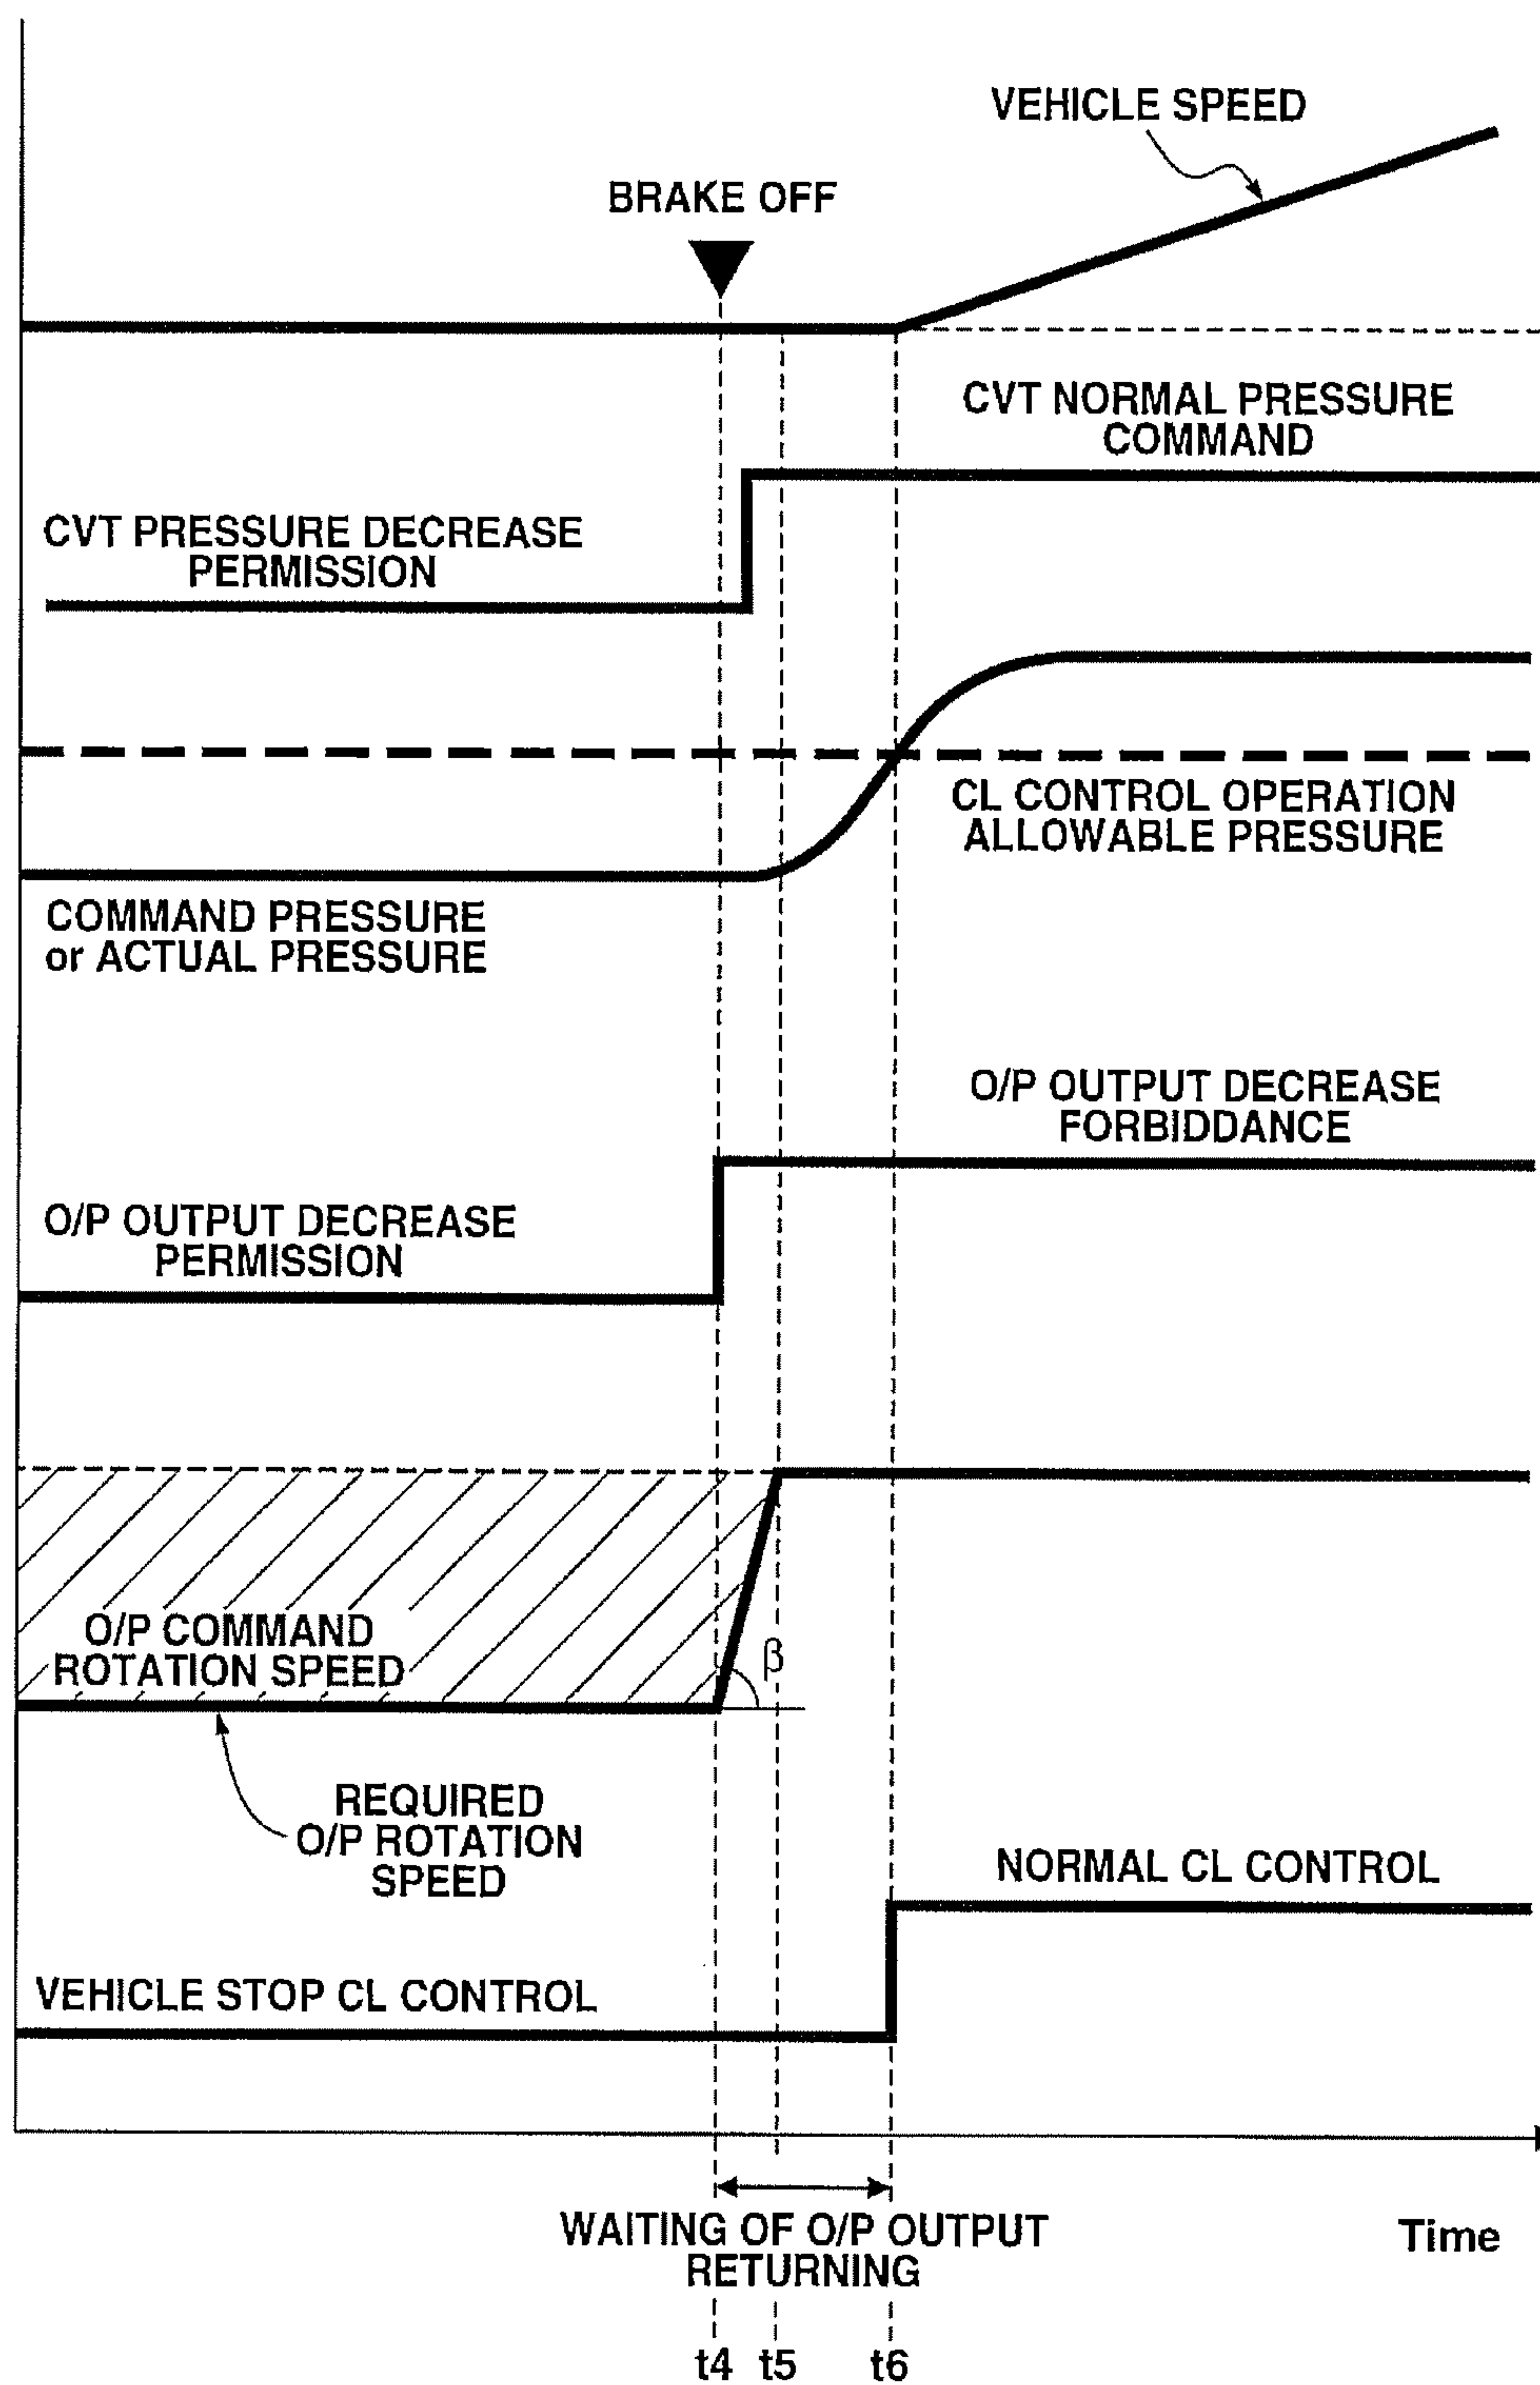 VEHICLE SPEED
BRAKE OFF
CVT NORMAL PRESSURE
COMMAND
CVT PRESSURE DECREASE
PERMISSION
CL CONTROL OPERATION
ALLOWABLE PRESSURE
COMMAND PRESSURE
or ACTUAL PRESSURE
O/P OUTPUT DECREASE
FORBIDDANCE
O/P OUTPUT DECREASE
PERMISSION
O/P COMMAND
ROTATION SPEED
β
REQUIRED
O/P ROTATION
SPEED
NORMAL CL CONTROL
VEHICLE STOP CL CONTROL
WAITING OF O/P OUTPUT
RETURNING
Time
t4 t5 t6